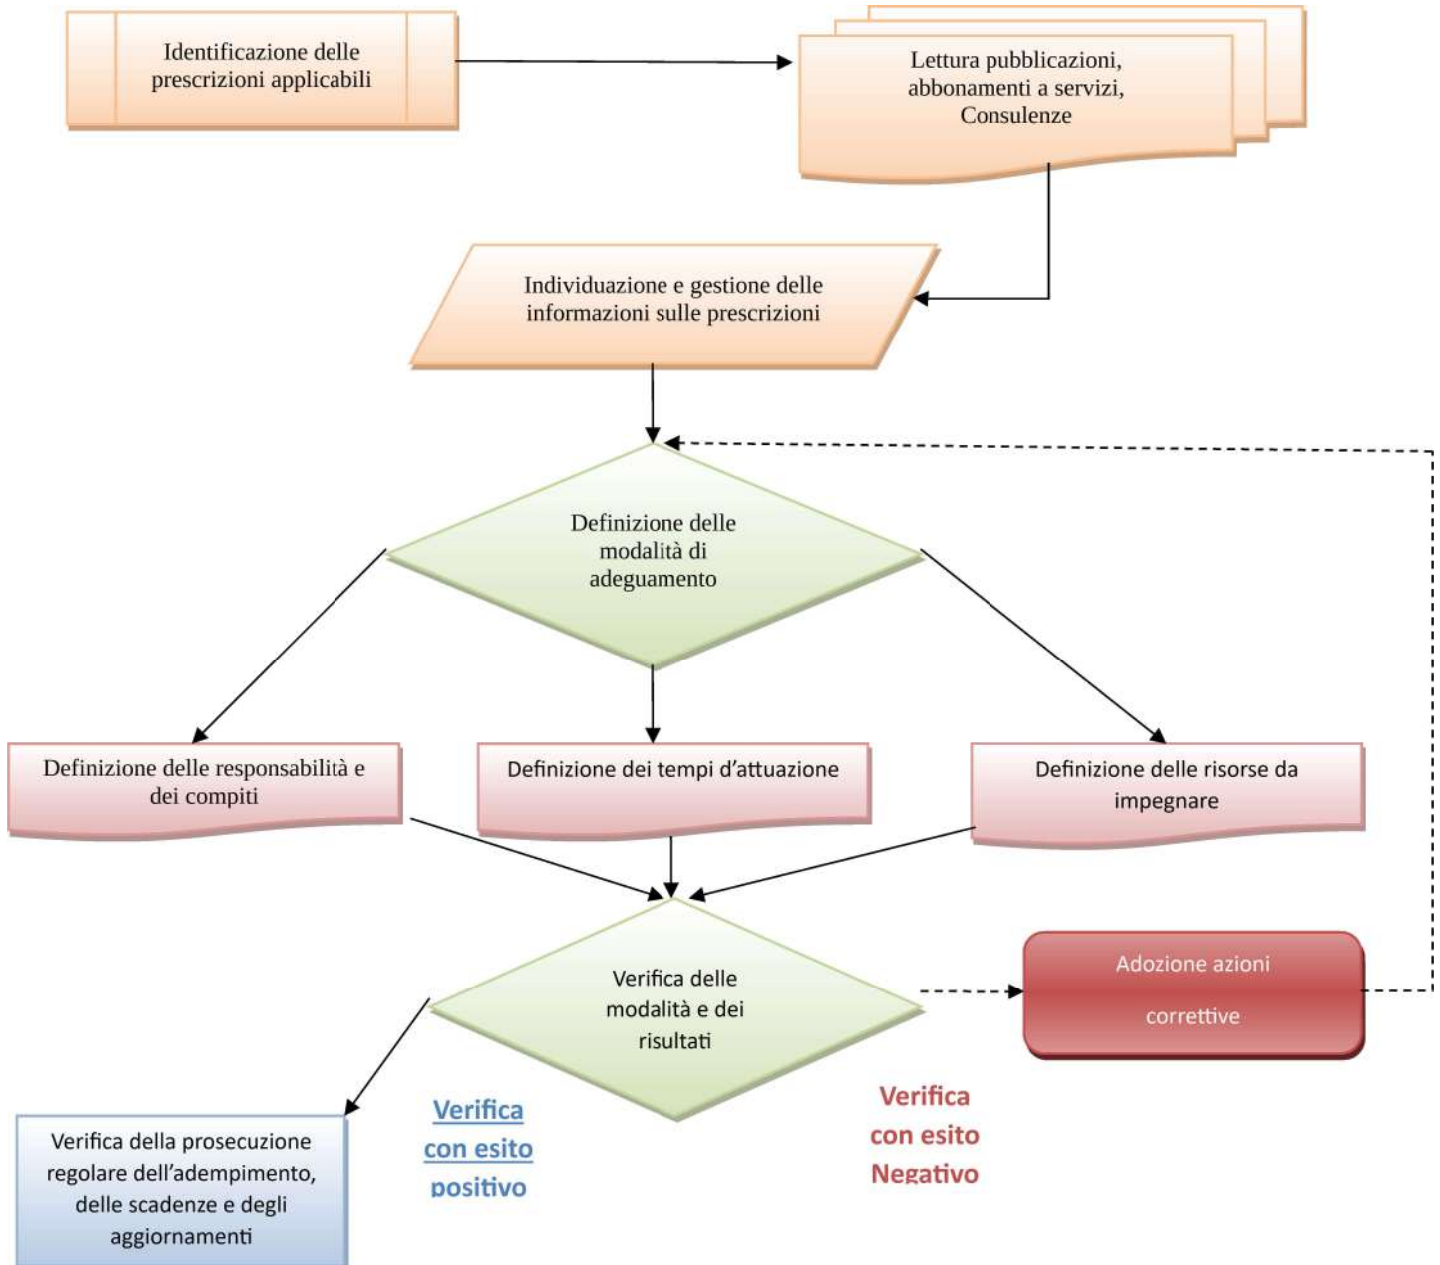 Identificazione delle
prescrizioni applicabili
Lettura pubblicazioni,
abbonamenti a servizi,
Consulenze
Individuazione e gestione delle
informazioni sulle prescrizioni
Definizione delle
modalità di
adeguamento
Definizione delle responsabilità e
dei compiti
Definizione dei tempi d'attuazione
Definizione delle risorse da
impegnare
Verifica delle
modalità e dei
risultati
Adozione azioni
correttive
Verifica
con esito
positivo
Verifica
con esito
Negativo
Verifica della prosecuzione
regolare dell'adempimento,
delle scadenze e degli
aggiornamenti